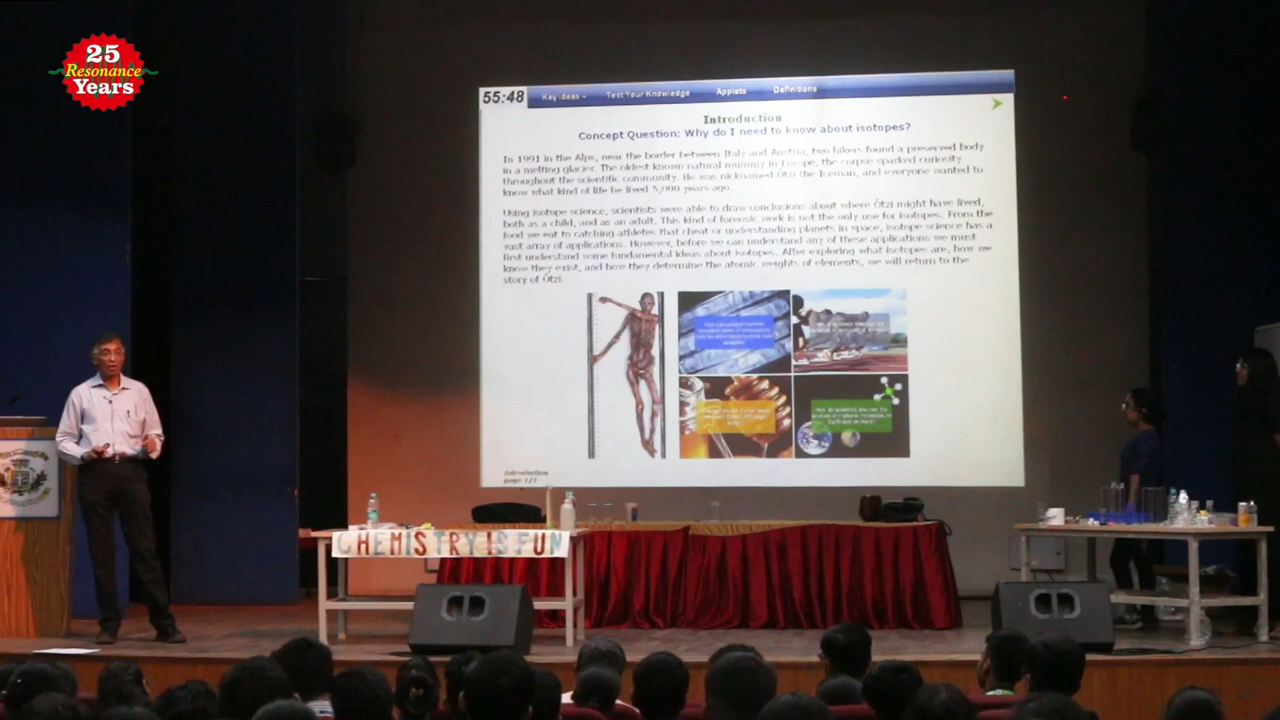 25
Resonance
Years
55:48
Key Ideas
Test Your Knowledge
Applets
Definitions
Introduction
Concept Question: Why do I need to know about isotopes?
In 1991 in the Alps, near the border between Italy and Austria, two hikers found a preserved body
in a melting glacier. The oldest known natural mummy in Europe, the corpse sparked curiosity
throughout the scientific community. He was nicknamed Ötzi the Iceman, and everyone wanted to
know what kind of life he lived 5,000 years ago.
Using isotope science, scientists were able to draw conclusions about where Ötzi might have lived,
both as a child, and as an adult. This kind of forensic work is not the only use for isotopes. From the
food we eat to catching athletes that cheat or understanding planets in space, isotope science has a
vast array of applications. However, before we can understand any of these applications we must
first understand some fundamental ideas about isotopes. After exploring what isotopes are, how we
know they exist, and how they determine the atomic weights of elements, we will return to the
story of Ötzi.
Introduction
page 1/1
CHEMISTRY IS FUN